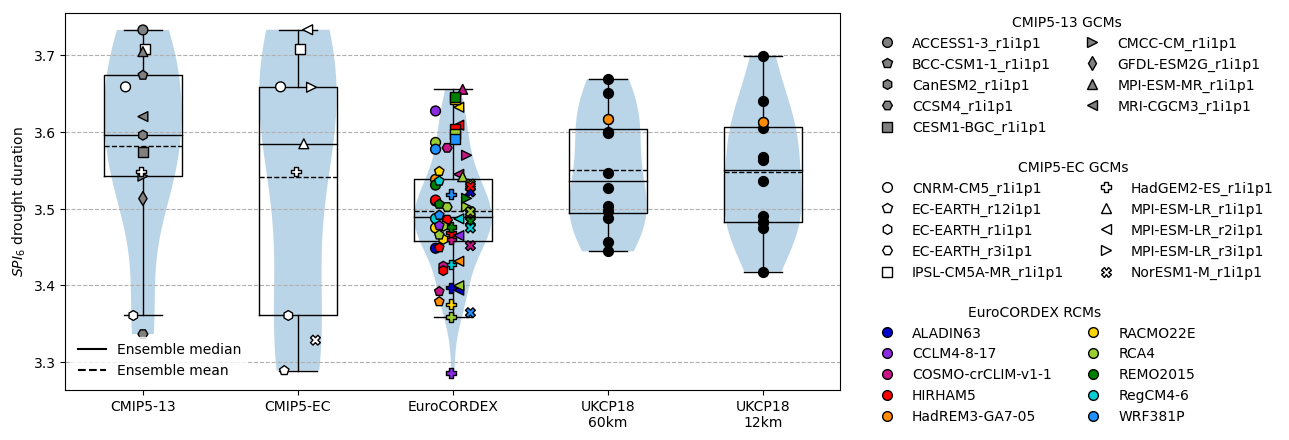 3.7
3.6
3.5
3.4
3.3
SPI6 drought duration
Ensemble median
Ensemble mean
CMIP5-13
CMIP5-EC
EuroCORDEX
UKCP18
60km
UKCP18
12km
CMIP5-13 GCMs
ACCESS1-3_r1i1p1
BCC-CSM1-1_r1i1p1
CanESM2_r1i1p1
CCSM4_r1i1p1
CESM1-BGC_r1i1p1
CMCC-CM_r1i1p1
GFDL-ESM2G_r1i1p1
MPI-ESM-MR_r1i1p1
MRI-CGCM3_r1i1p1
CMIP5-EC GCMs
CNRM-CM5_r1i1p1
EC-EARTH_r12i1p1
EC-EARTH_r1i1p1
EC-EARTH_r3i1p1
IPSL-CM5A-MR_r1i1p1
HadGEM2-ES_r1i1p1
MPI-ESM-LR_r1i1p1
MPI-ESM-LR_r2i1p1
MPI-ESM-LR_r3i1p1
NorESM1-M_r1i1p1
EuroCORDEX RCMs
ALADIN63
CCLM4-8-17
COSMO-crCLIM-v1-1
HIRHAM5
HadREM3-GA7-05
RACMO22E
RCA4
REMO2015
RegCM4-6
WRF381P